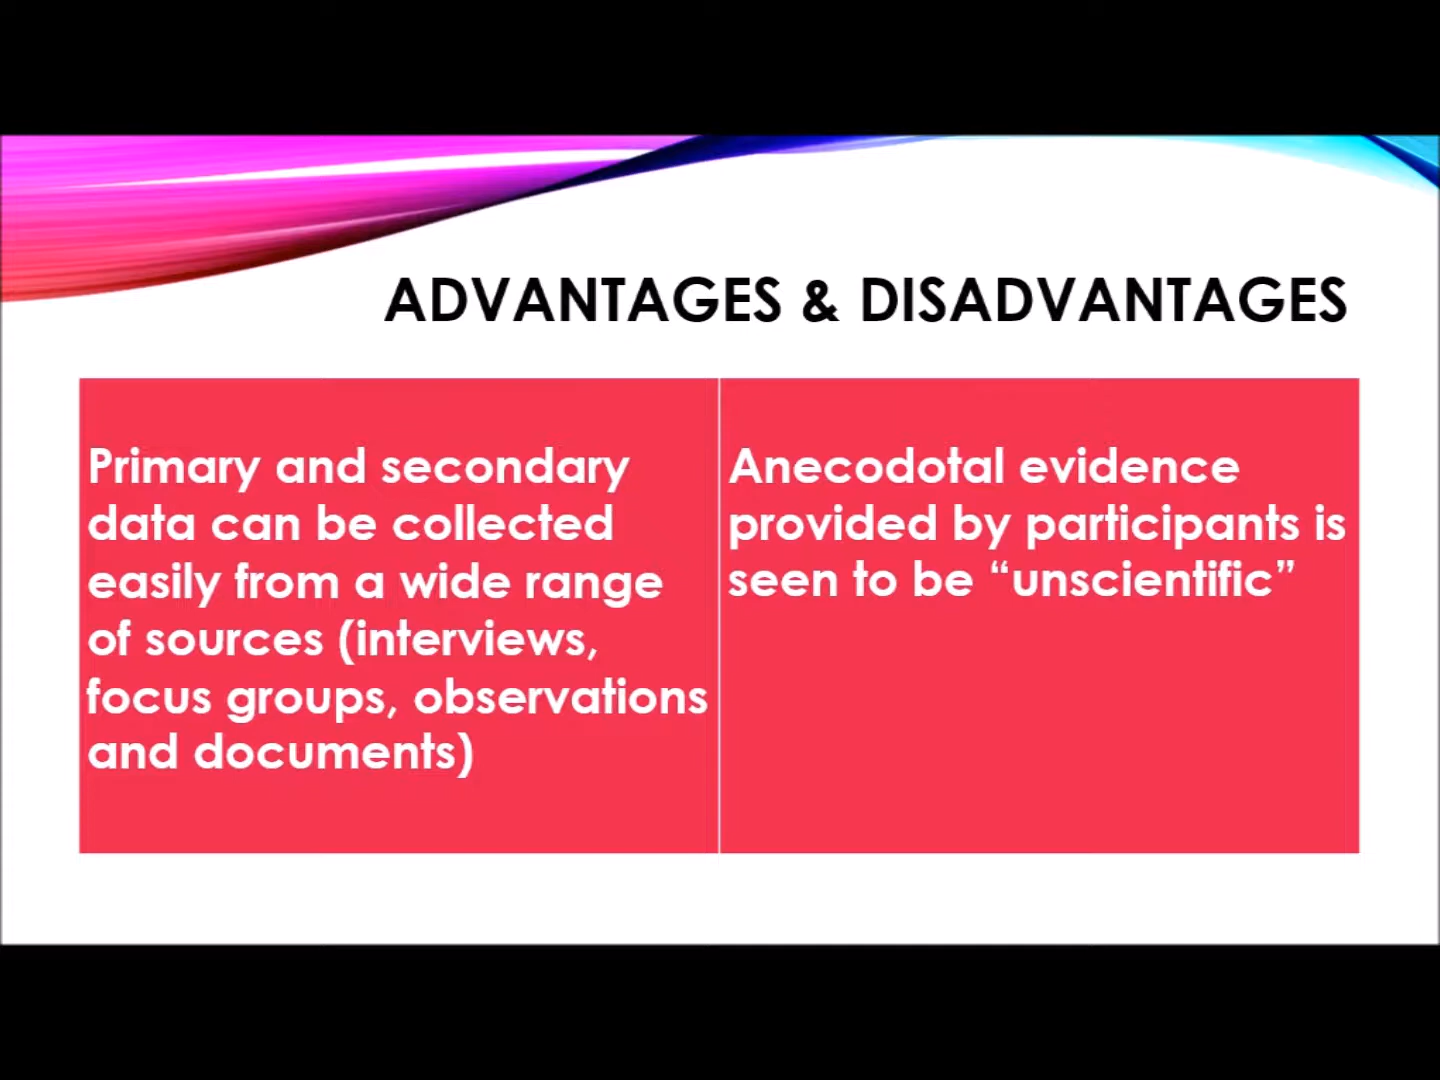 ADVANTAGES & DISADVANTAGES
Primary and secondary
data can be collected
easily from a wide range
of sources (interviews,
focus groups, observations
and documents)
Anecodotal evidence
provided by participants is
seen to be “unscientific”